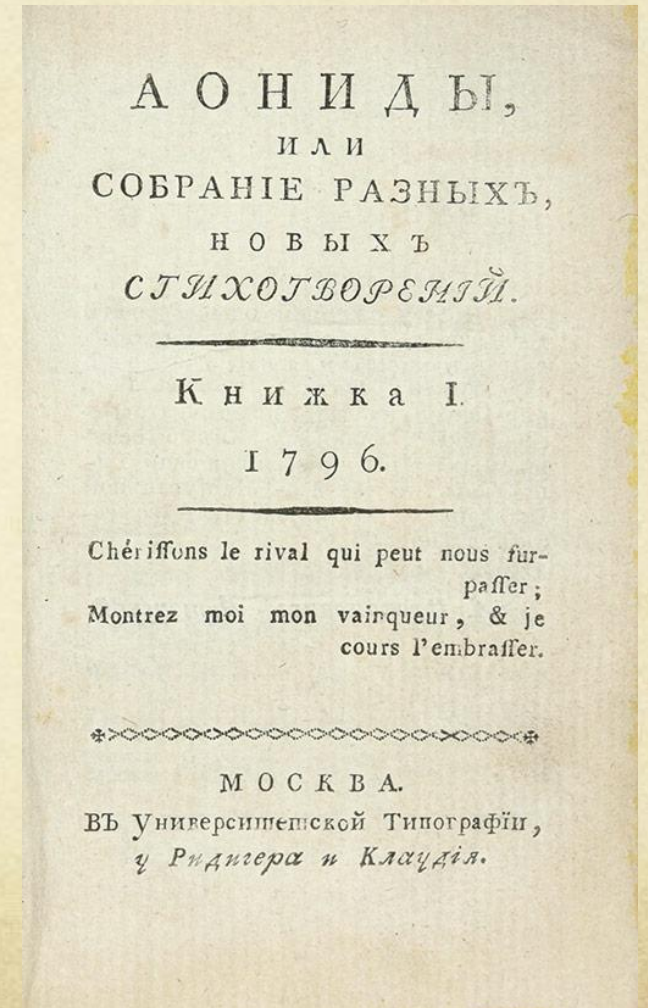 АОНИДЫ,
ИЛИ
СОБРАНІЕ РАЗНЫХЪ,
НОВЫХЪ
СТИХОТВОРЕНІЙ.
Книжка I.
1796.
Chériſſons le rival qui peut nous ſur-
paſſer;
Montrez moi mon vainqueur, & je
cours l'embraſſer.
МОСКВА.
ВЪ Университетской Типографїи,
у Ридигера и Клаудія.